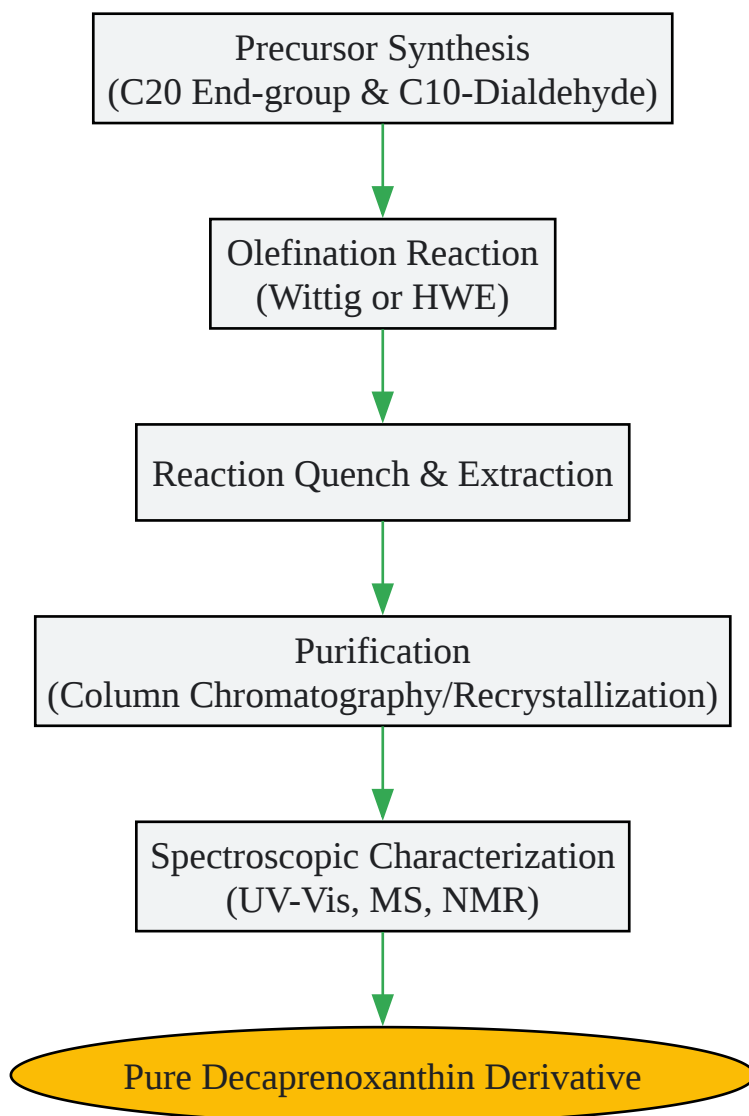 Precursor Synthesis
(C20 End-group & C10-Dialdehyde)
Olefination Reaction
(Wittig or HWE)
Reaction Quench & Extraction
Purification
(Column Chromatography/Recrystallization)
Spectroscopic Characterization
(UV-Vis, MS, NMR)
Pure Decaprenoxanthin Derivative